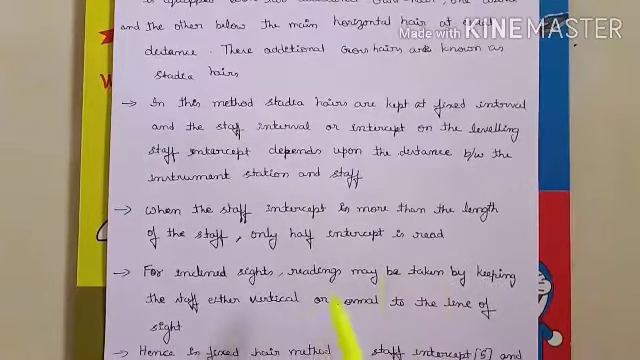 Made with KINEMASTER
and the other below the main horizontal hair at equal
distance. These additional cross hairs are known as
stadia hairs
→ In this method stadia hairs are kept at fixed interval
and the staff interval or intercept on the levelling
staff intercept depends upon the distance b/w the
instrument station and staff
→ when the staff intercept is more than the length
of the staff, only half intercept is read
→ For inclined sights, readings may be taken by keeping
the staff either vertical or normal to the line of
sight
→ Hence in fixed hair method staff intercept (S) and